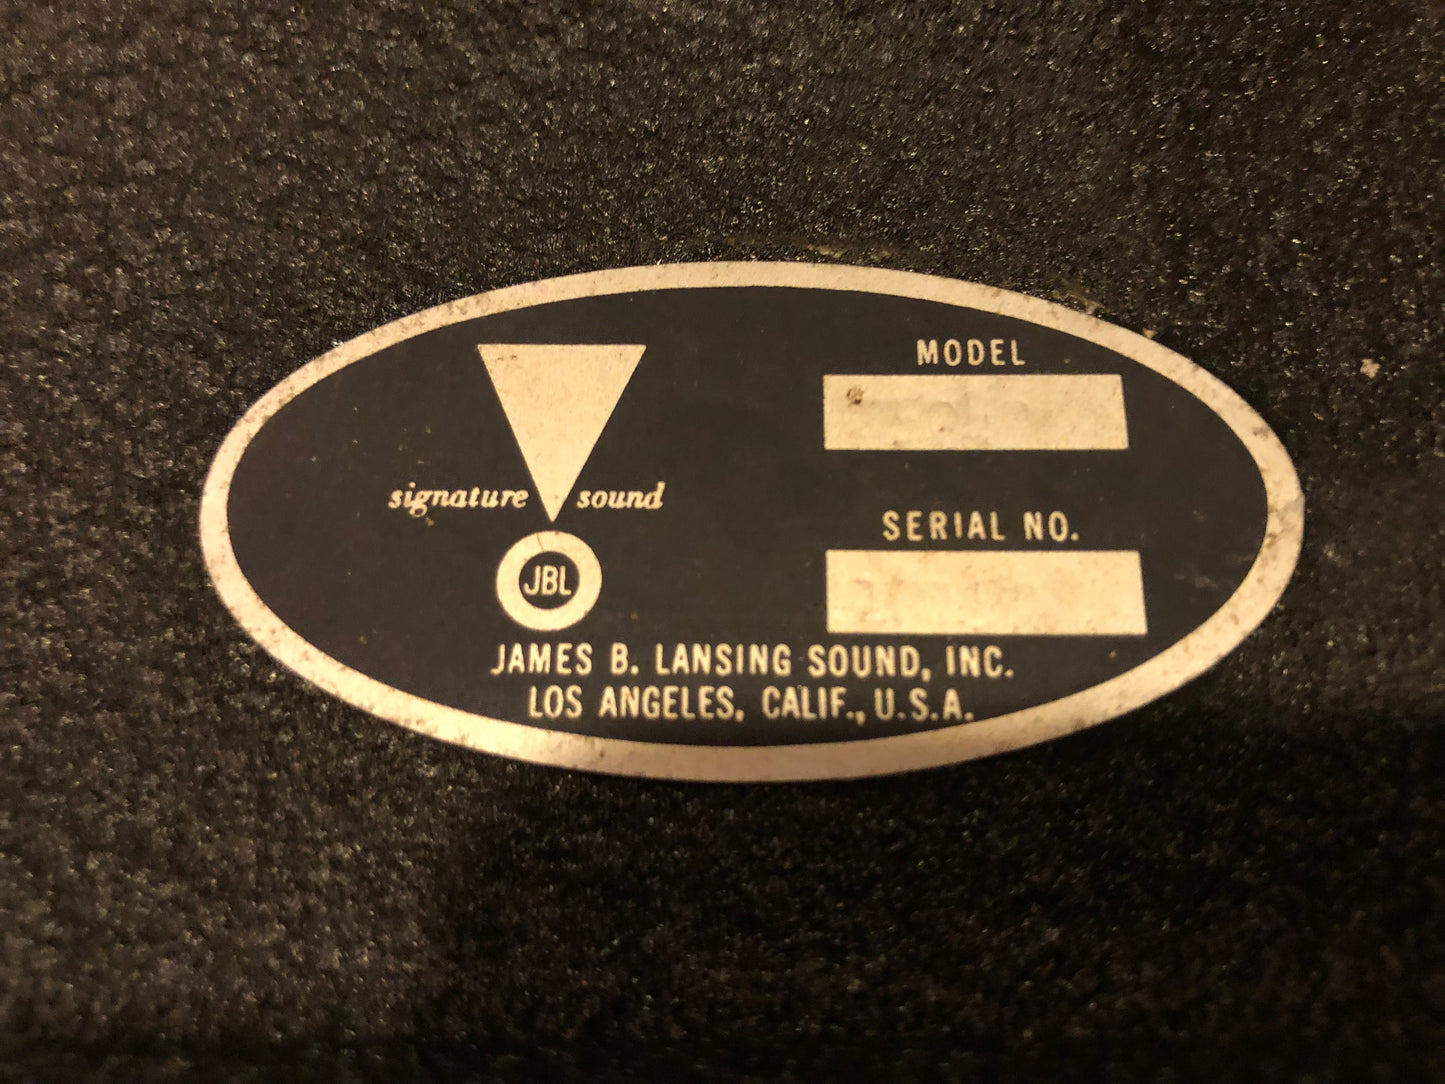 MODEL
signature sound
SERIAL NO.
JBL
JAMES B. LANSING SOUND, INC.
LOS ANGELES, CALIF., U.S.A.